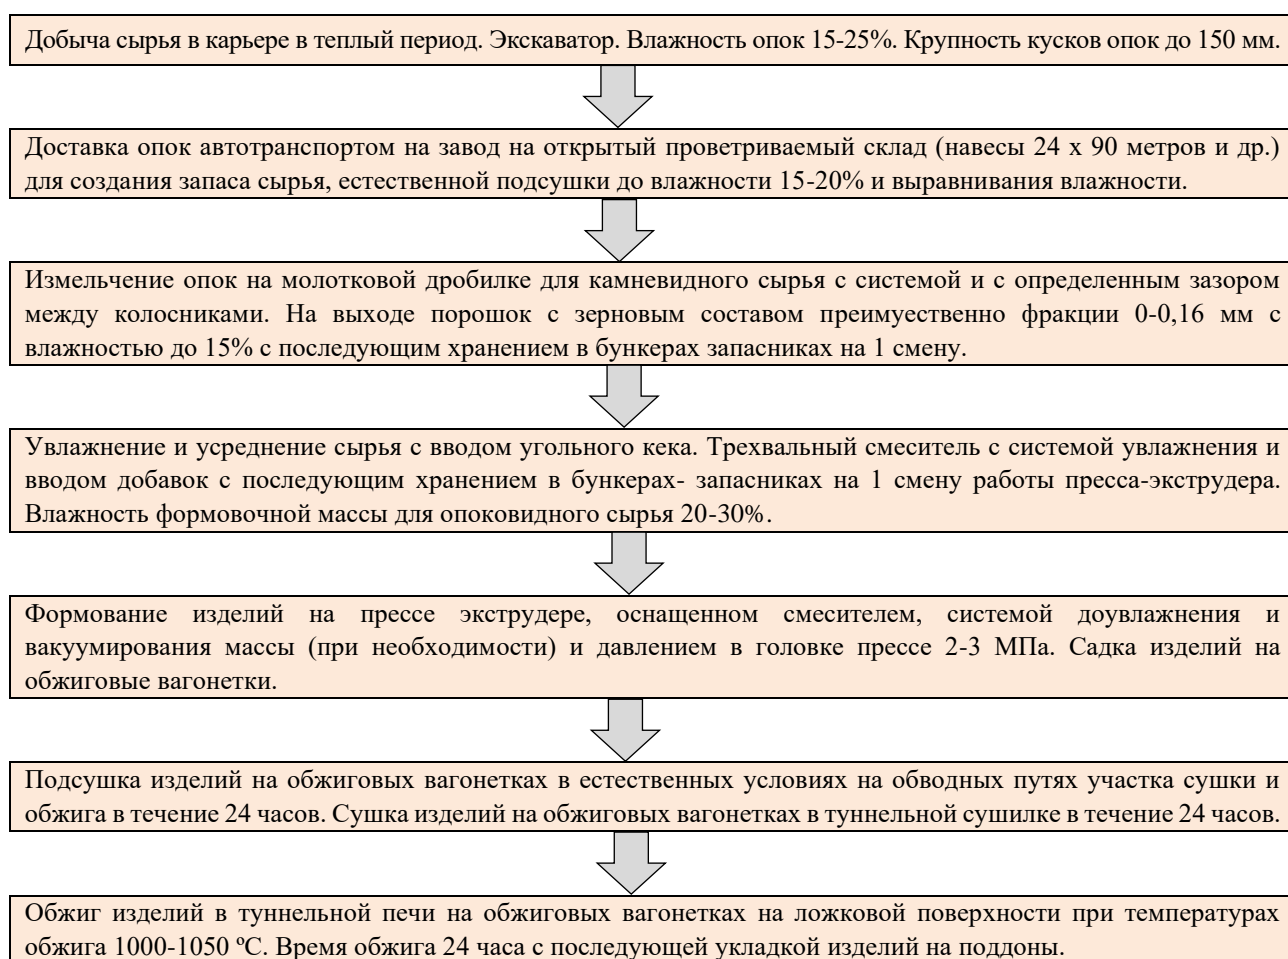 Добыча сырья в карьере в теплый период. Экскаватор. Влажность опок 15-25%. Крупность кусков опок до 150 мм.
Доставка опок автотранспортом на завод на открытый проветриваемый склад (навесы 24 х 90 метров и др.)
для создания запаса сырья, естественной подсушки до влажности 15-20% и выравнивания влажности.
Измельчение опок на молотковой дробилке для камневидного сырья с системой и с определенным зазором
между колосниками. На выходе порошок с зерновым составом преимуественно фракции 0-0,16 мм с
влажностью до 15% с последующим хранением в бункерах запасниках на 1 смену.
Увлажнение и усреднение сырья с вводом угольного кека. Трехвальный смеситель с системой увлажнения и
вводом добавок с последующим хранением в бункерах- запасниках на 1 смену работы пресса-экструдера.
Влажность формовочной массы для опоковидного сырья 20-30%.
Формование изделий на прессе экструдере, оснащенном смесителем, системой доувлажнения и
вакуумирования массы (при необходимости) и давлением в головке прессе 2-3 МПа. Садка изделий на
обжиговые вагонетки.
Подсушка изделий на обжиговых вагонетках в естественных условиях на обводных путях участка сушки и
обжига в течение 24 часов. Сушка изделий на обжиговых вагонетках в туннельной сушилке в течение 24 часов.
Обжиг изделий в туннельной печи на обжиговых вагонетках на ложковой поверхности при температурах
обжига 1000-1050 ºС. Время обжига 24 часа с последующей укладкой изделий на поддоны.